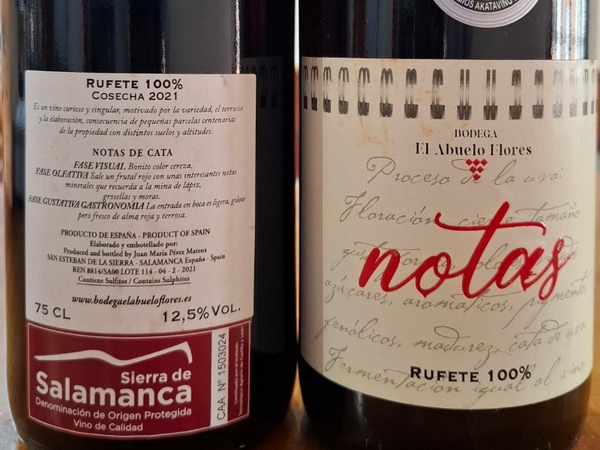 RUFETE 100%
COSECHA 2021
Es un vino curioso y singular, motivado por la variedad, el terruño
y la elaboración, consecuencia de pequeñas parcelas centenarias
de la propiedad con distintos suelos y altitudes.
NOTAS DE CATA
FASE VISUAL Bonito color cereza.
FASE OLFATIVA Sale un frutal rojo con unas interesantes notas
minerales que recuerda a la mina de lápiz,
grosellas y moras.
FASE GUSTATIVA GASTRONOMIA La entrada en boca es ligera, goloso
pero fresco de alma roja y terrosa.
PRODUCTO DE ESPAÑA - PRODUCT OF SPAIN
Elaborado y embotellado por:
Produced and bottled by Juan María Pérez Mateos
SAN ESTEBAN DE LA SIERRA - SALAMANCA España - Spain
REN 8814/SA00 LOTE 114 - 04 - 2 - 2021
Contiene Sulfitos / Contains Sulphites
www.bodegaelabueloflores.es
75 CL 12,5% VOL.
Sierra de
Salamanca
Denominación de Origen Protegida
Vino de Calidad
CAA. Nº 1503024
AKATAVINO
BODEGA
El Abuelo Flores
Proceso de la uva:
Floración, cierne, tamaño
notas
azúcares, aromáticos, pigmentos
fenólicos, madurez, cata de uva
Fermentación igual al vino
RUFETE 100%